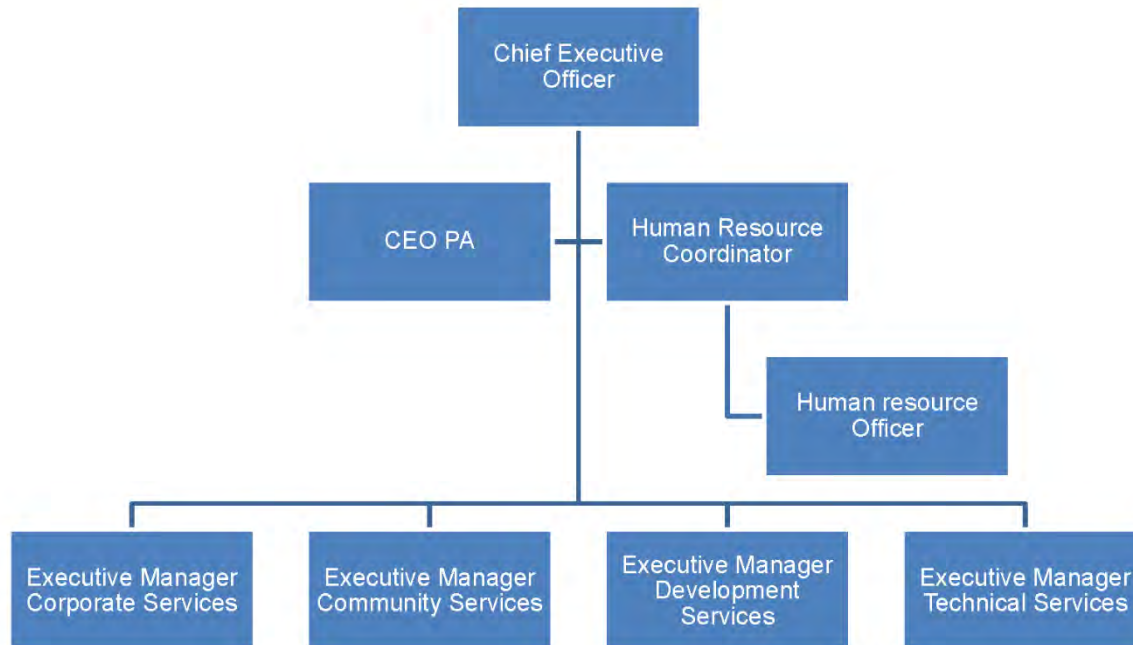 Chief Executive
Officer
CEO PA
Human Resource
Coordinator
Human resource
Officer
Executive Manager
Corporate Services
Executive Manager
Community Services
Executive Manager
Development
Services
Executive Manager
Technical Services